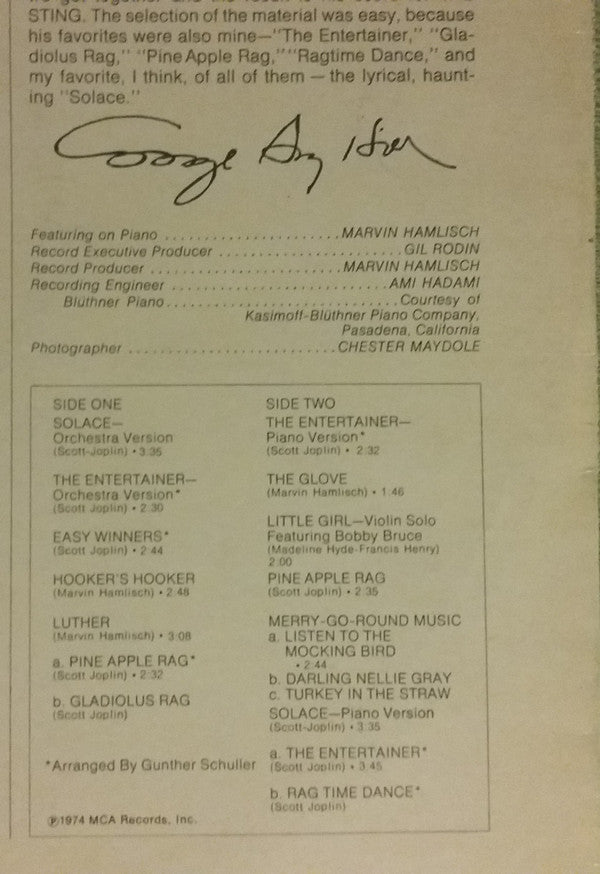 STING. The selection of the material was easy, because
his favorites were also mine—"The Entertainer," "Gla-
diolus Rag," "Pine Apple Rag," "Ragtime Dance," and
my favorite, I think, of all of them — the lyrical, haunt-
ing "Solace."
George Roy Hill
Featuring on Piano ...................... MARVIN HAMLISCH
Record Executive Producer ....................... GIL RODIN
Record Producer ........................ MARVIN HAMLISCH
Recording Engineer ........................... AMI HADAMI
Blüthner Piano ............................. Courtesy of
Kasimoff-Blüthner Piano Company,
Pasadena, California
Photographer .......................... CHESTER MAYDOLE
SIDE ONE
SOLACE—
Orchestra Version
(Scott-Joplin) • 3:35
THE ENTERTAINER—
Orchestra Version*
(Scott Joplin) • 2:30
EASY WINNERS*
(Scott Joplin) • 2:44
HOOKER'S HOOKER
(Marvin Hamlisch) • 2:48
LUTHER
(Marvin Hamlisch) • 3:08
a. PINE APPLE RAG*
(Scott Joplin) • 2:32
b. GLADIOLUS RAG
(Scott Joplin)
*Arranged By Gunther Schuller
℗1974 MCA Records, Inc.
SIDE TWO
THE ENTERTAINER—
Piano Version*
(Scott Joplin) • 2:32
THE GLOVE
(Marvin Hamlisch) • 1:46
LITTLE GIRL—Violin Solo
Featuring Bobby Bruce
(Madeline Hyde-Francis Henry)
2:00
PINE APPLE RAG
(Scott Joplin) • 2:35
MERRY-GO-ROUND MUSIC
a. LISTEN TO THE
MOCKING BIRD
• 2:44
b. DARLING NELLIE GRAY
c. TURKEY IN THE STRAW
SOLACE—Piano Version
(Scott-Joplin) • 3:35
a. THE ENTERTAINER*
(Scott Joplin) • 3:45
b. RAG TIME DANCE*
(Scott Joplin)